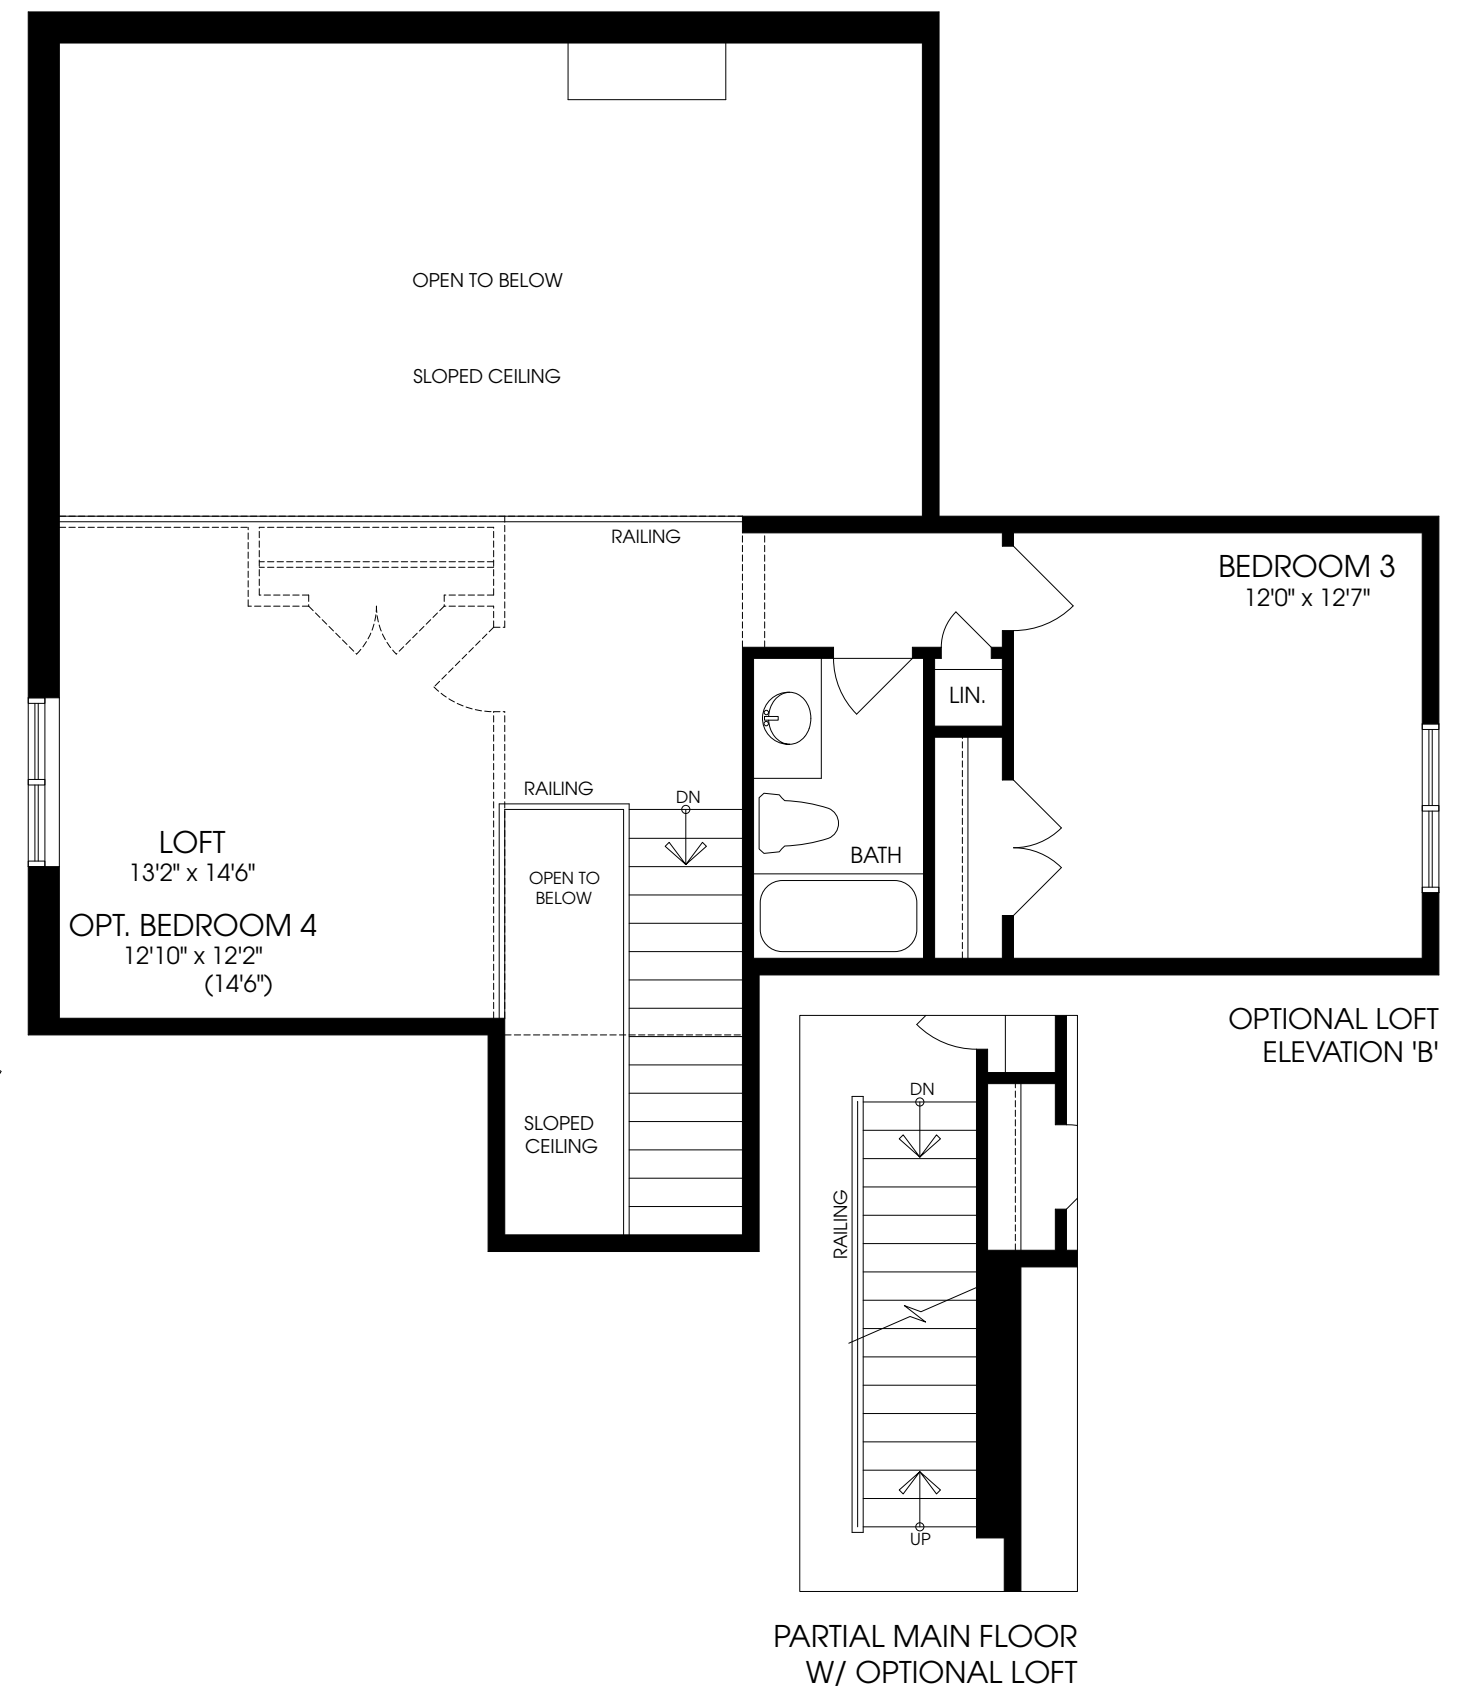 OPEN TO BELOW
SLOPED CEILING
RAILING
BEDROOM 3
12'0" x 12'7"
LIN.
RAILING
DN
BATH
LOFT
13'2" x 14'6"
OPEN TO
BELOW
OPT. BEDROOM 4
12'10" x 12'2"
(14'6")
OPTIONAL LOFT
ELEVATION 'B'
SLOPED
CEILING
DN
RAILING
UP
PARTIAL MAIN FLOOR
W/ OPTIONAL LOFT